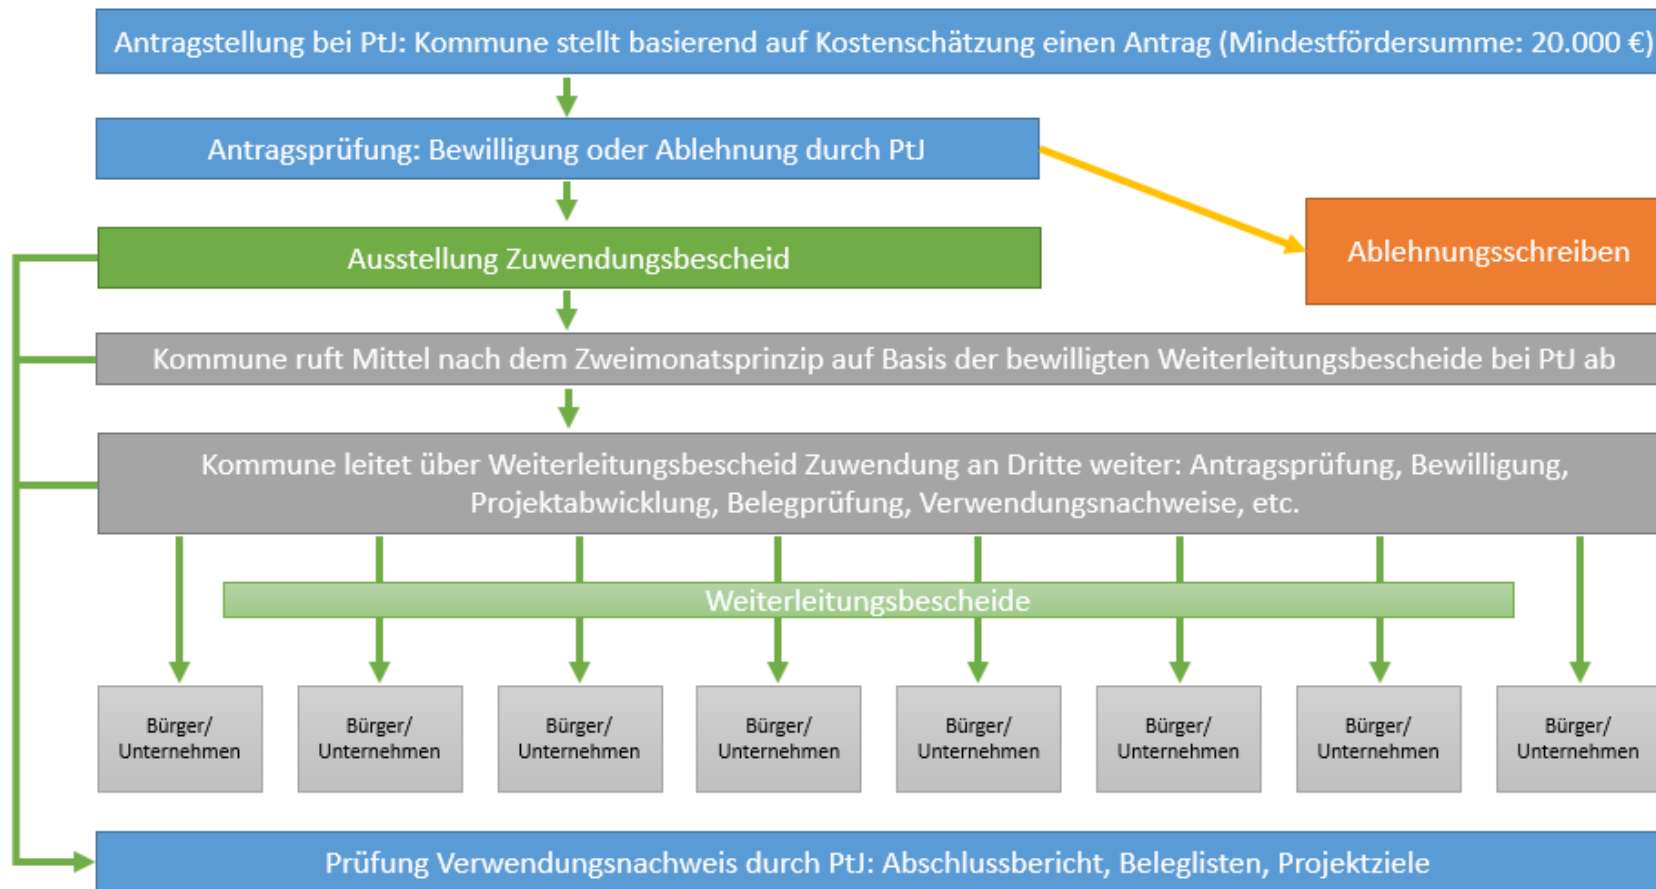 Antragstellung bei PtJ: Kommune stellt basierend auf Kostenschätzung einen Antrag (Mindestfördersumme: 20.000 €)
Antragsprüfung: Bewilligung oder Ablehnung durch PtJ
Ausstellung Zuwendungsbescheid
Ablehnungsschreiben
Kommune ruft Mittel nach dem Zweimonatsprinzip auf Basis der bewilligten Weiterleitungsbescheide bei PtJ ab
Kommune leitet über Weiterleitungsbescheid Zuwendung an Dritte weiter: Antragsprüfung, Bewilligung,
Projektabwicklung, Belegprüfung, Verwendungsnachweise, etc.
Weiterleitungsbescheide
Bürger/
Unternehmen
Bürger/
Unternehmen
Bürger/
Unternehmen
Bürger/
Unternehmen
Bürger/
Unternehmen
Bürger/
Unternehmen
Bürger/
Unternehmen
Bürger/
Unternehmen
Prüfung Verwendungsnachweis durch PtJ: Abschlussbericht, Beleglisten, Projektziele